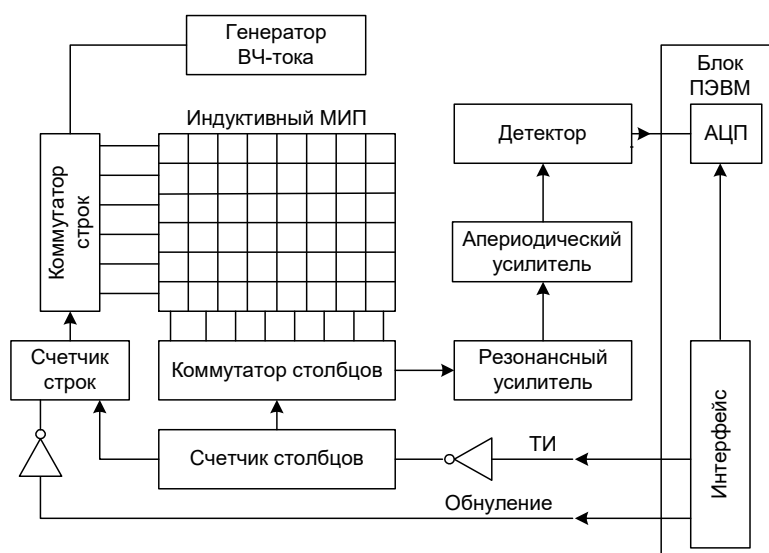 Генератор
ВЧ-тока
Блок
ПЭВМ
Индуктивный МИП
Детектор
АЦП
Коммутатор
строк
Апериодический
усилитель
Счетчик
строк
Коммутатор столбцов
Резонансный
усилитель
Счетчик столбцов
ТИ
Интерфейс
Обнуление